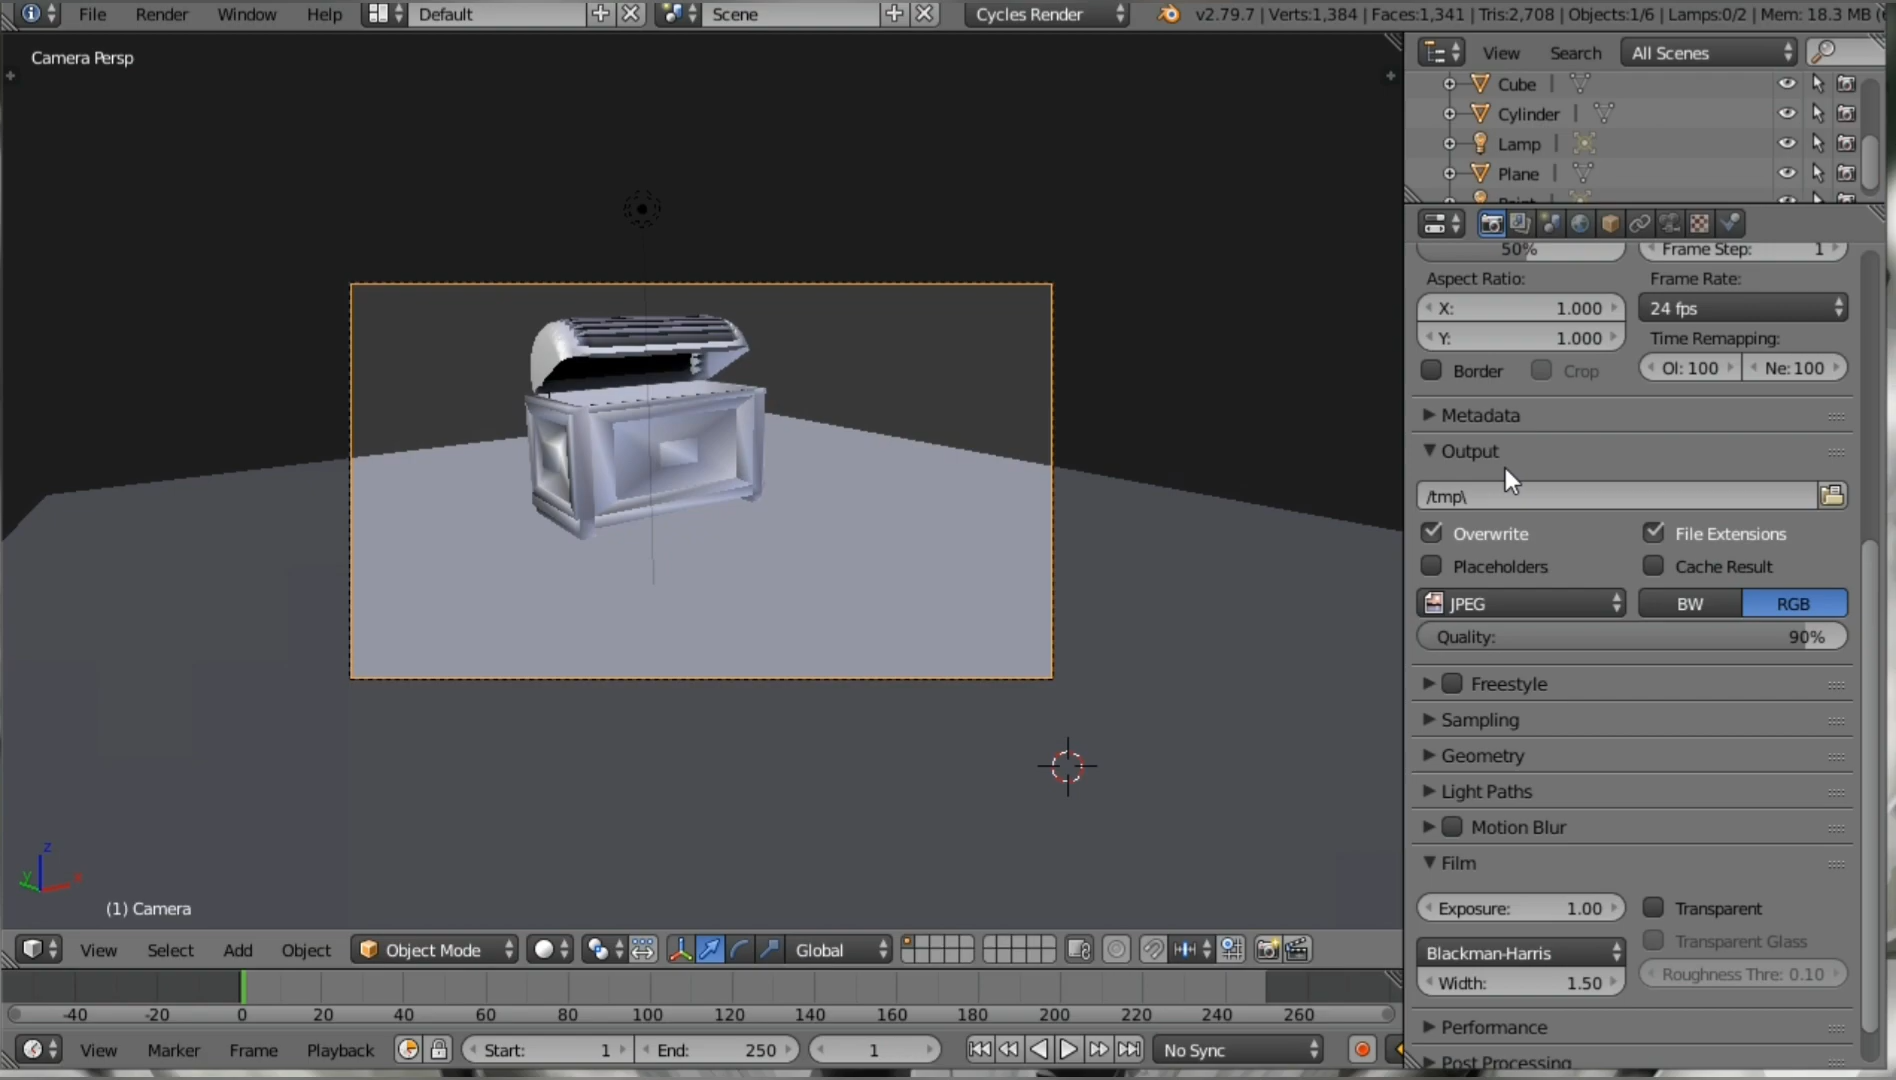 File Render Window Help Default Scene Cycles Render v2.79.7 | Verts:1,384 | Faces:1,341 | Tris:2,708 | Objects:1/6 | Lamps:0/2 | Mem: 18.3 MB
Camera Persp
View Search All Scenes
Cube
Cylinder
Lamp
Plane
50% Frame Step: 1
Aspect Ratio: Frame Rate:
X: 1.000 24 fps
Y: 1.000 Time Remapping:
Border Crop Ol: 100 Ne: 100
Metadata
Output
/tmp\
Overwrite File Extensions
Placeholders Cache Result
JPEG BW RGB
Quality: 90%
Freestyle
Sampling
Geometry
Light Paths
Motion Blur
Film
Exposure: 1.00 Transparent
Transparent Glass
Blackman-Harris
Roughness Thre: 0.10
Width: 1.50
Performance
Post Processing
z
y
x
(1) Camera
View Select Add Object Object Mode Global
-40 -20 0 20 40 60 80 100 120 140 160 180 200 220 240 260
View Marker Frame Playback Start: 1 End: 250 1 No Sync